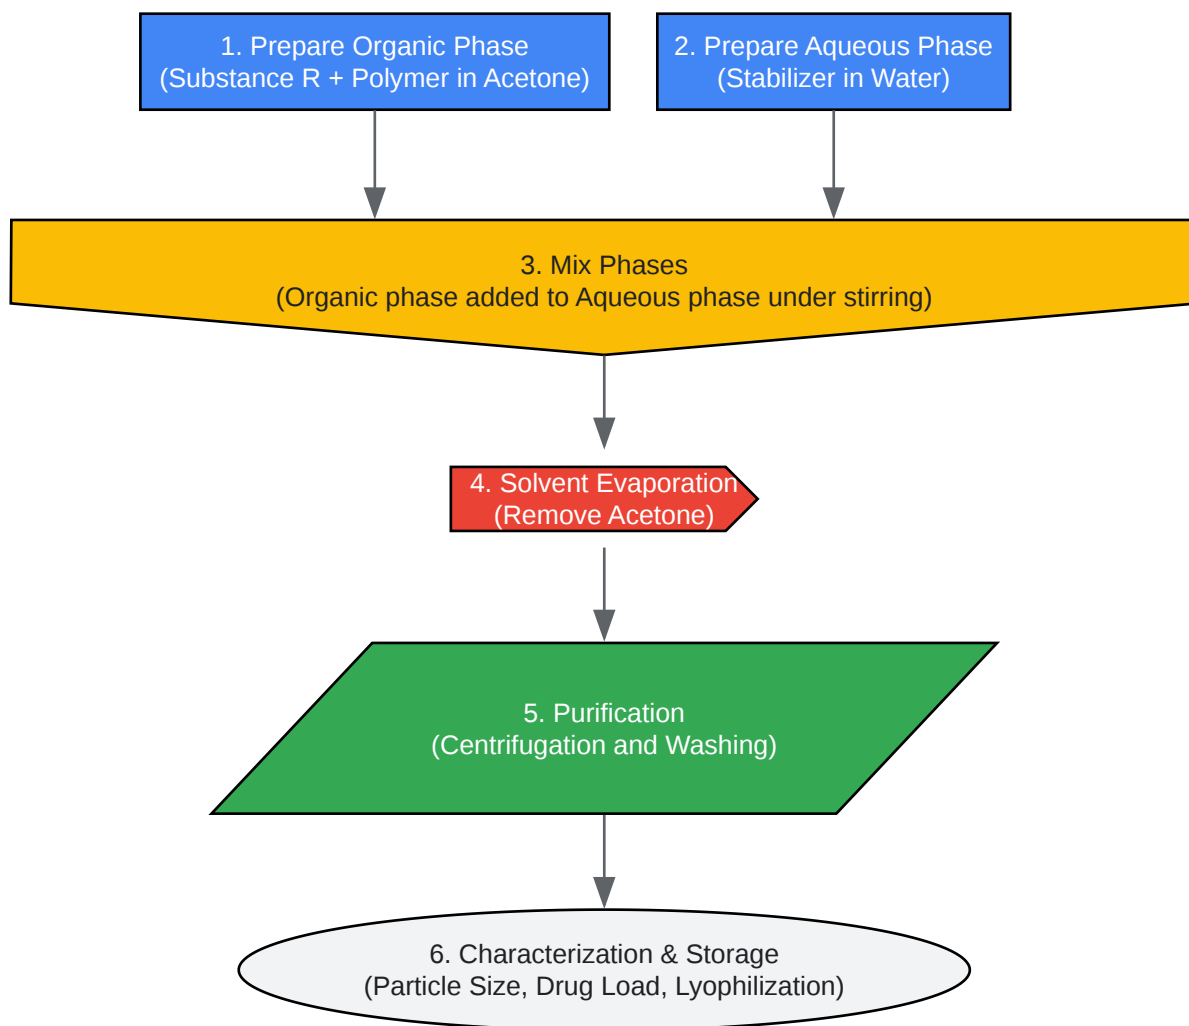 1. Prepare Organic Phase
(Substance R + Polymer in Acetone)
2. Prepare Aqueous Phase
(Stabilizer in Water)
3. Mix Phases
(Organic phase added to Aqueous phase under stirring)
4. Solvent Evaporation
(Remove Acetone)
5. Purification
(Centrifugation and Washing)
6. Characterization & Storage
(Particle Size, Drug Load, Lyophilization)